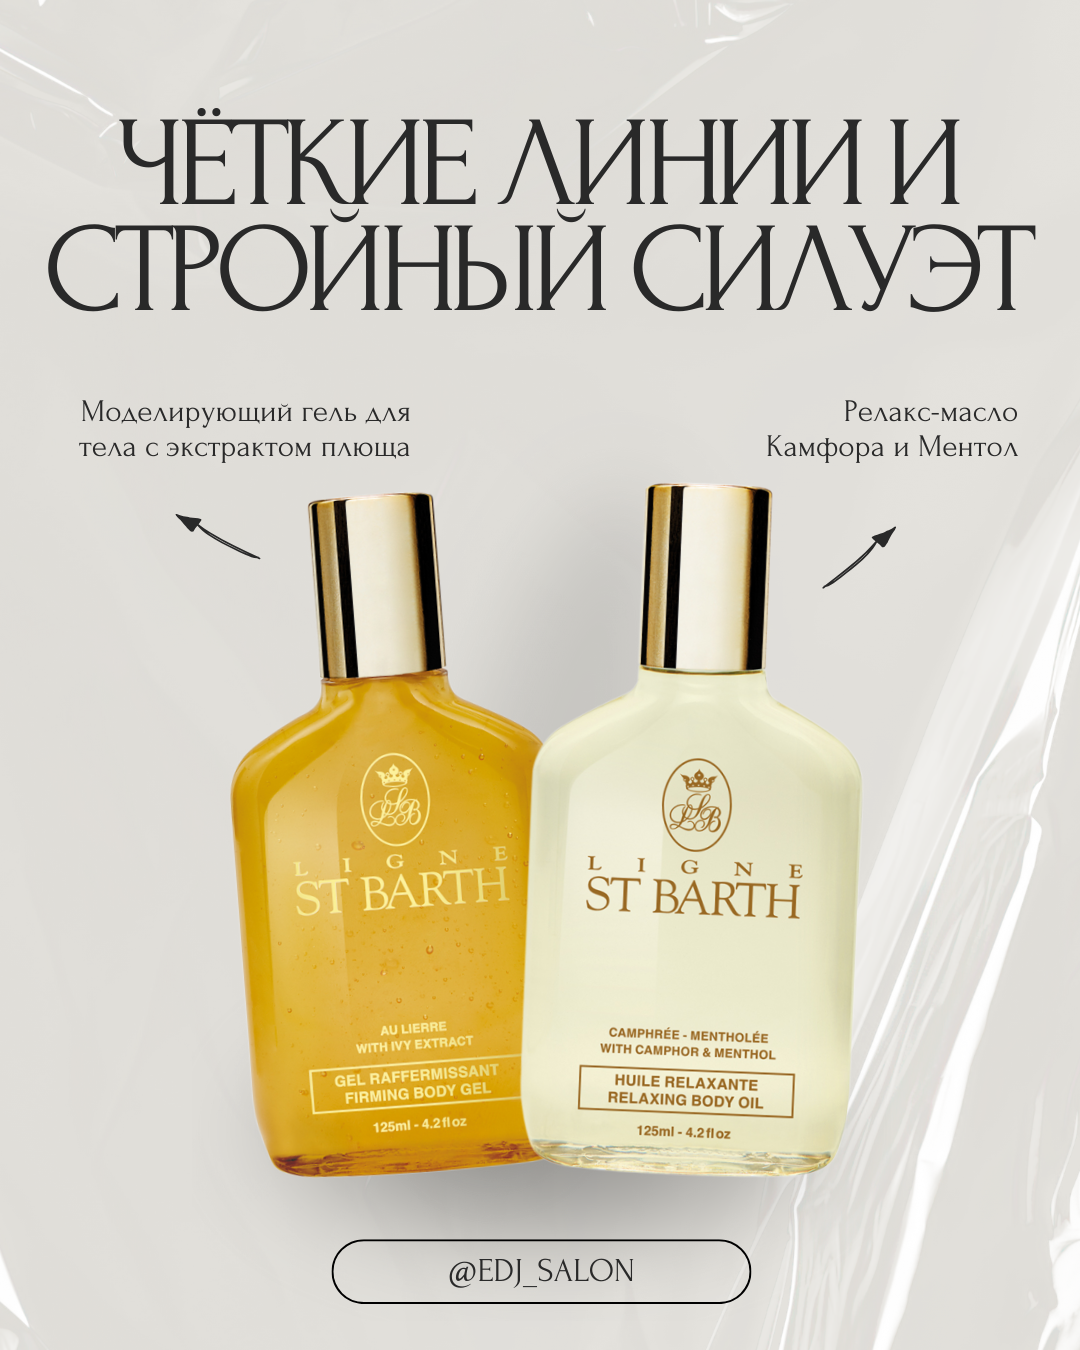 ЧЁТКИЕ ЛИНИИ И
СТРОЙНЫЙ СИЛУЭТ
Моделирующий гель для
тела с экстрактом плюща
Релакс-масло
Камфора и Ментол
LSB
LIGNE
ST BARTH
AU LIERRE
WITH IVY EXTRACT
GEL RAFFERMISSANT
FIRMING BODY GEL
125ml - 4.2 fl oz
LSB
LIGNE
ST BARTH
CAMPHRÉE - MENTHOLÉE
WITH CAMPHOR & MENTHOL
HUILE RELAXANTE
RELAXING BODY OIL
125ml - 4.2 fl oz
@EDJ_SALON